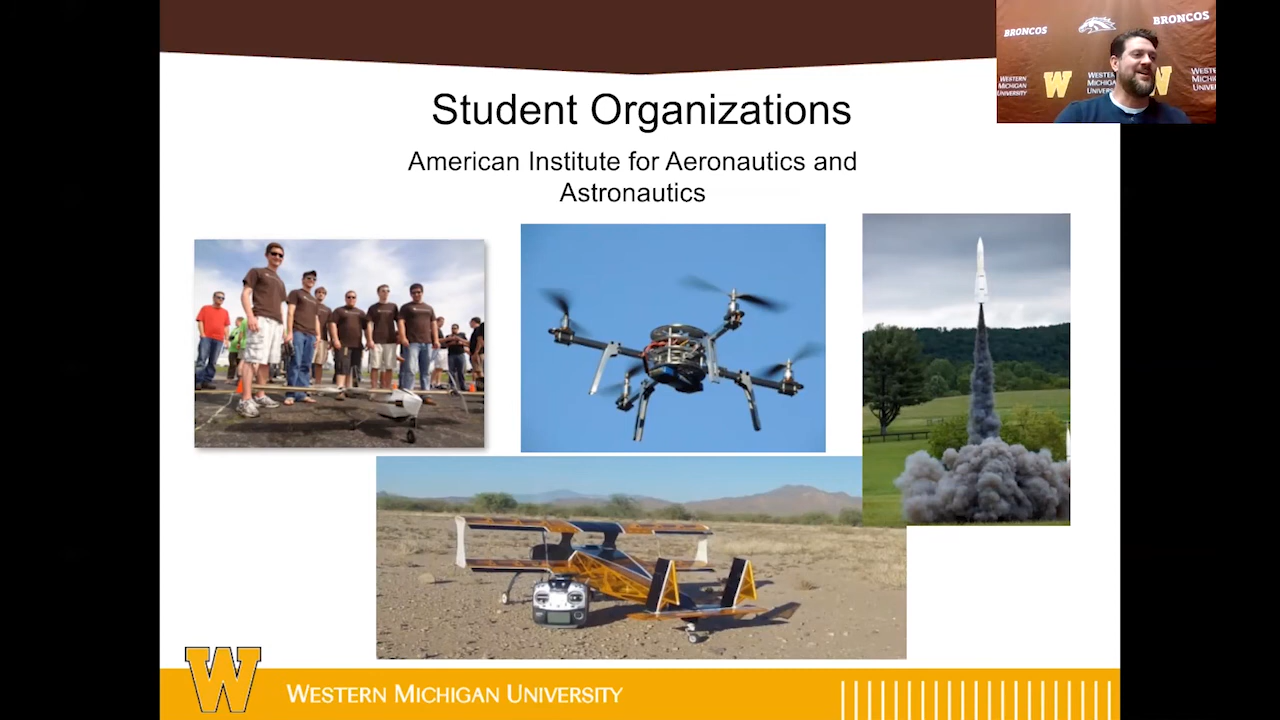 Student Organizations
American Institute for Aeronautics and
Astronautics
BRONCOS
BRONCOS
WESTERN
MICHIGAN
UNIVERSITY
W
W
W
WESTERN MICHIGAN UNIVERSITY